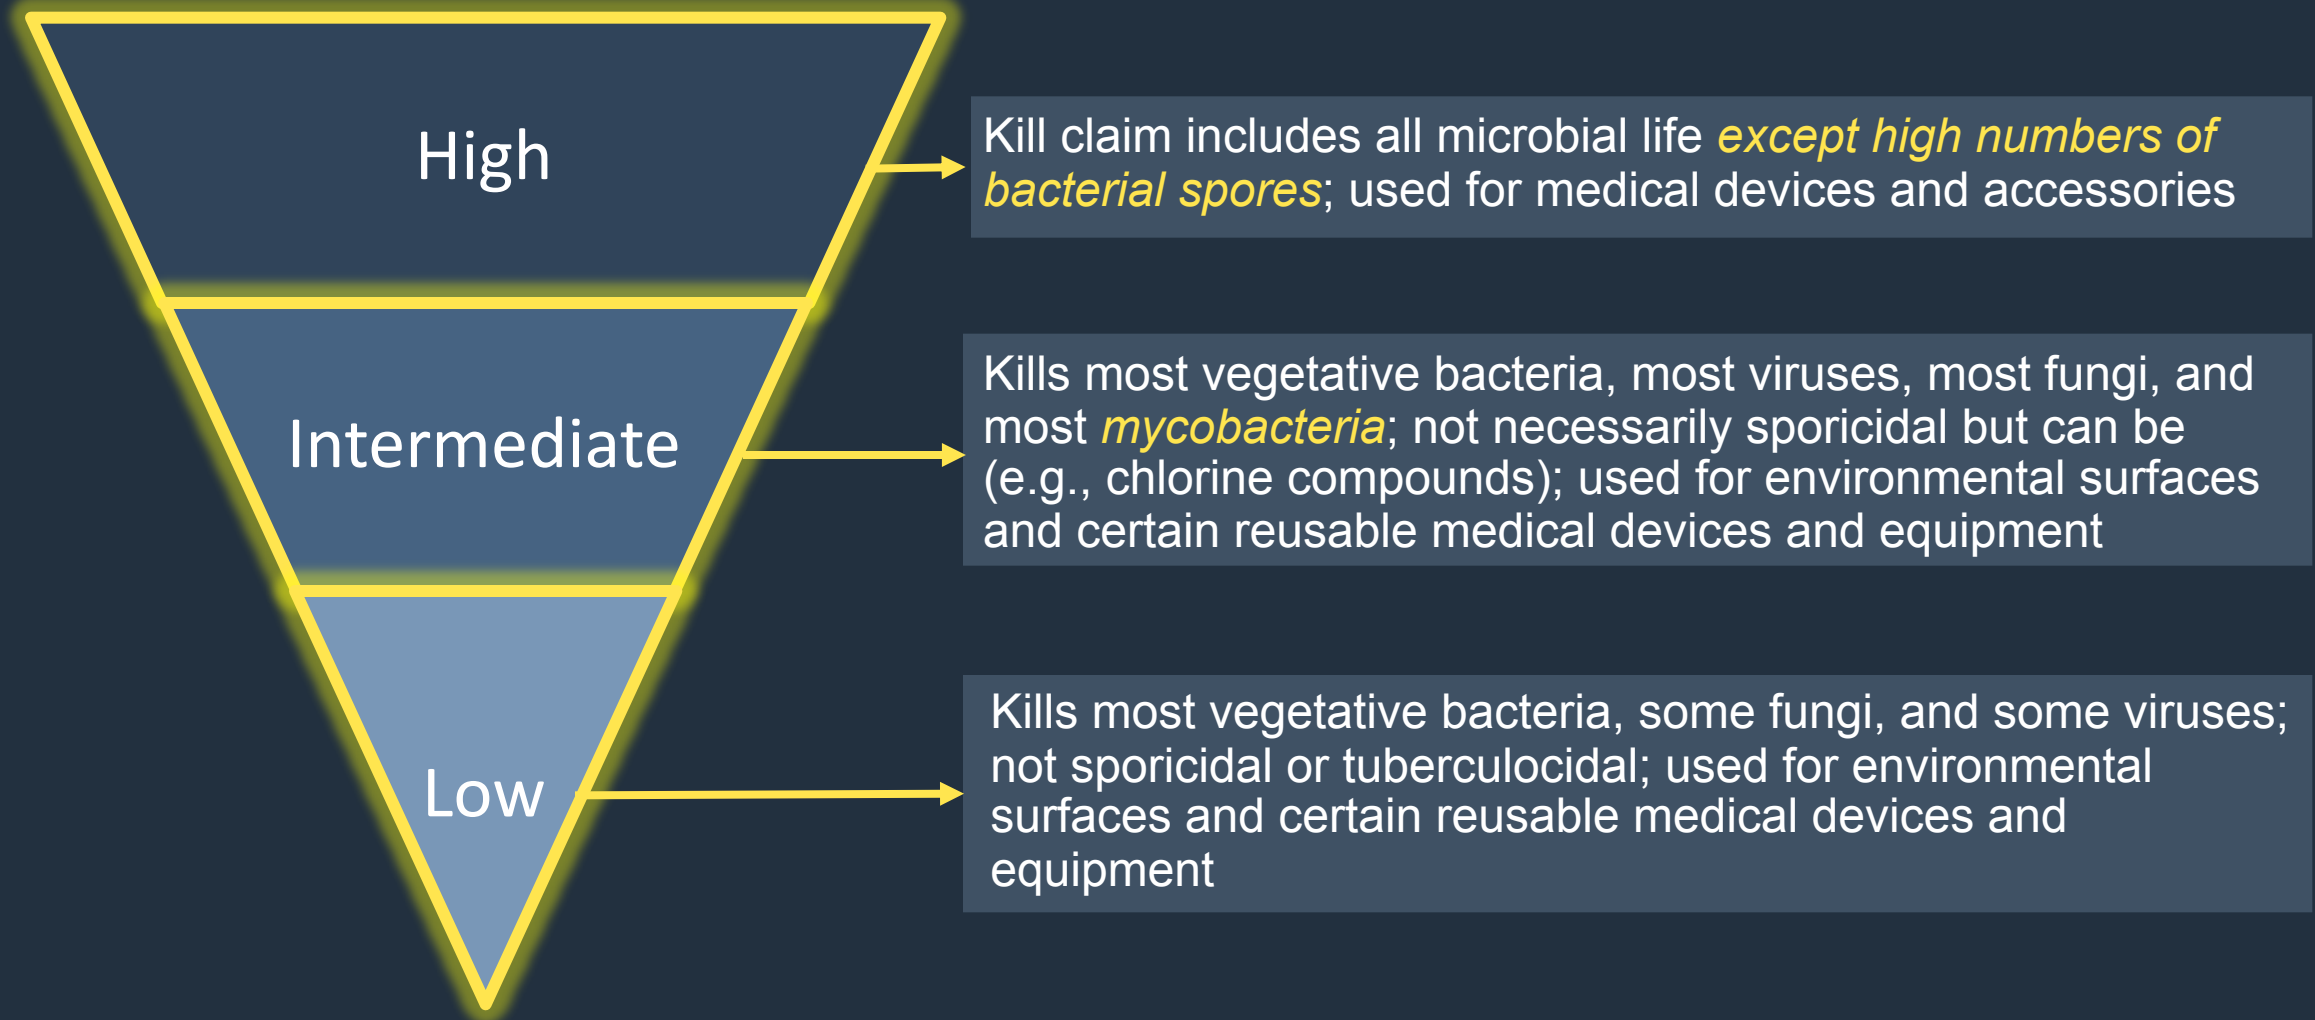 High
Kill claim includes all microbial life except high numbers of
bacterial spores; used for medical devices and accessories
Intermediate
Kills most vegetative bacteria, most viruses, most fungi, and
most mycobacteria; not necessarily sporicidal but can be
(e.g., chlorine compounds); used for environmental surfaces
and certain reusable medical devices and equipment
Low
Kills most vegetative bacteria, some fungi, and some viruses;
not sporicidal or tuberculocidal; used for environmental
surfaces and certain reusable medical devices and
equipment